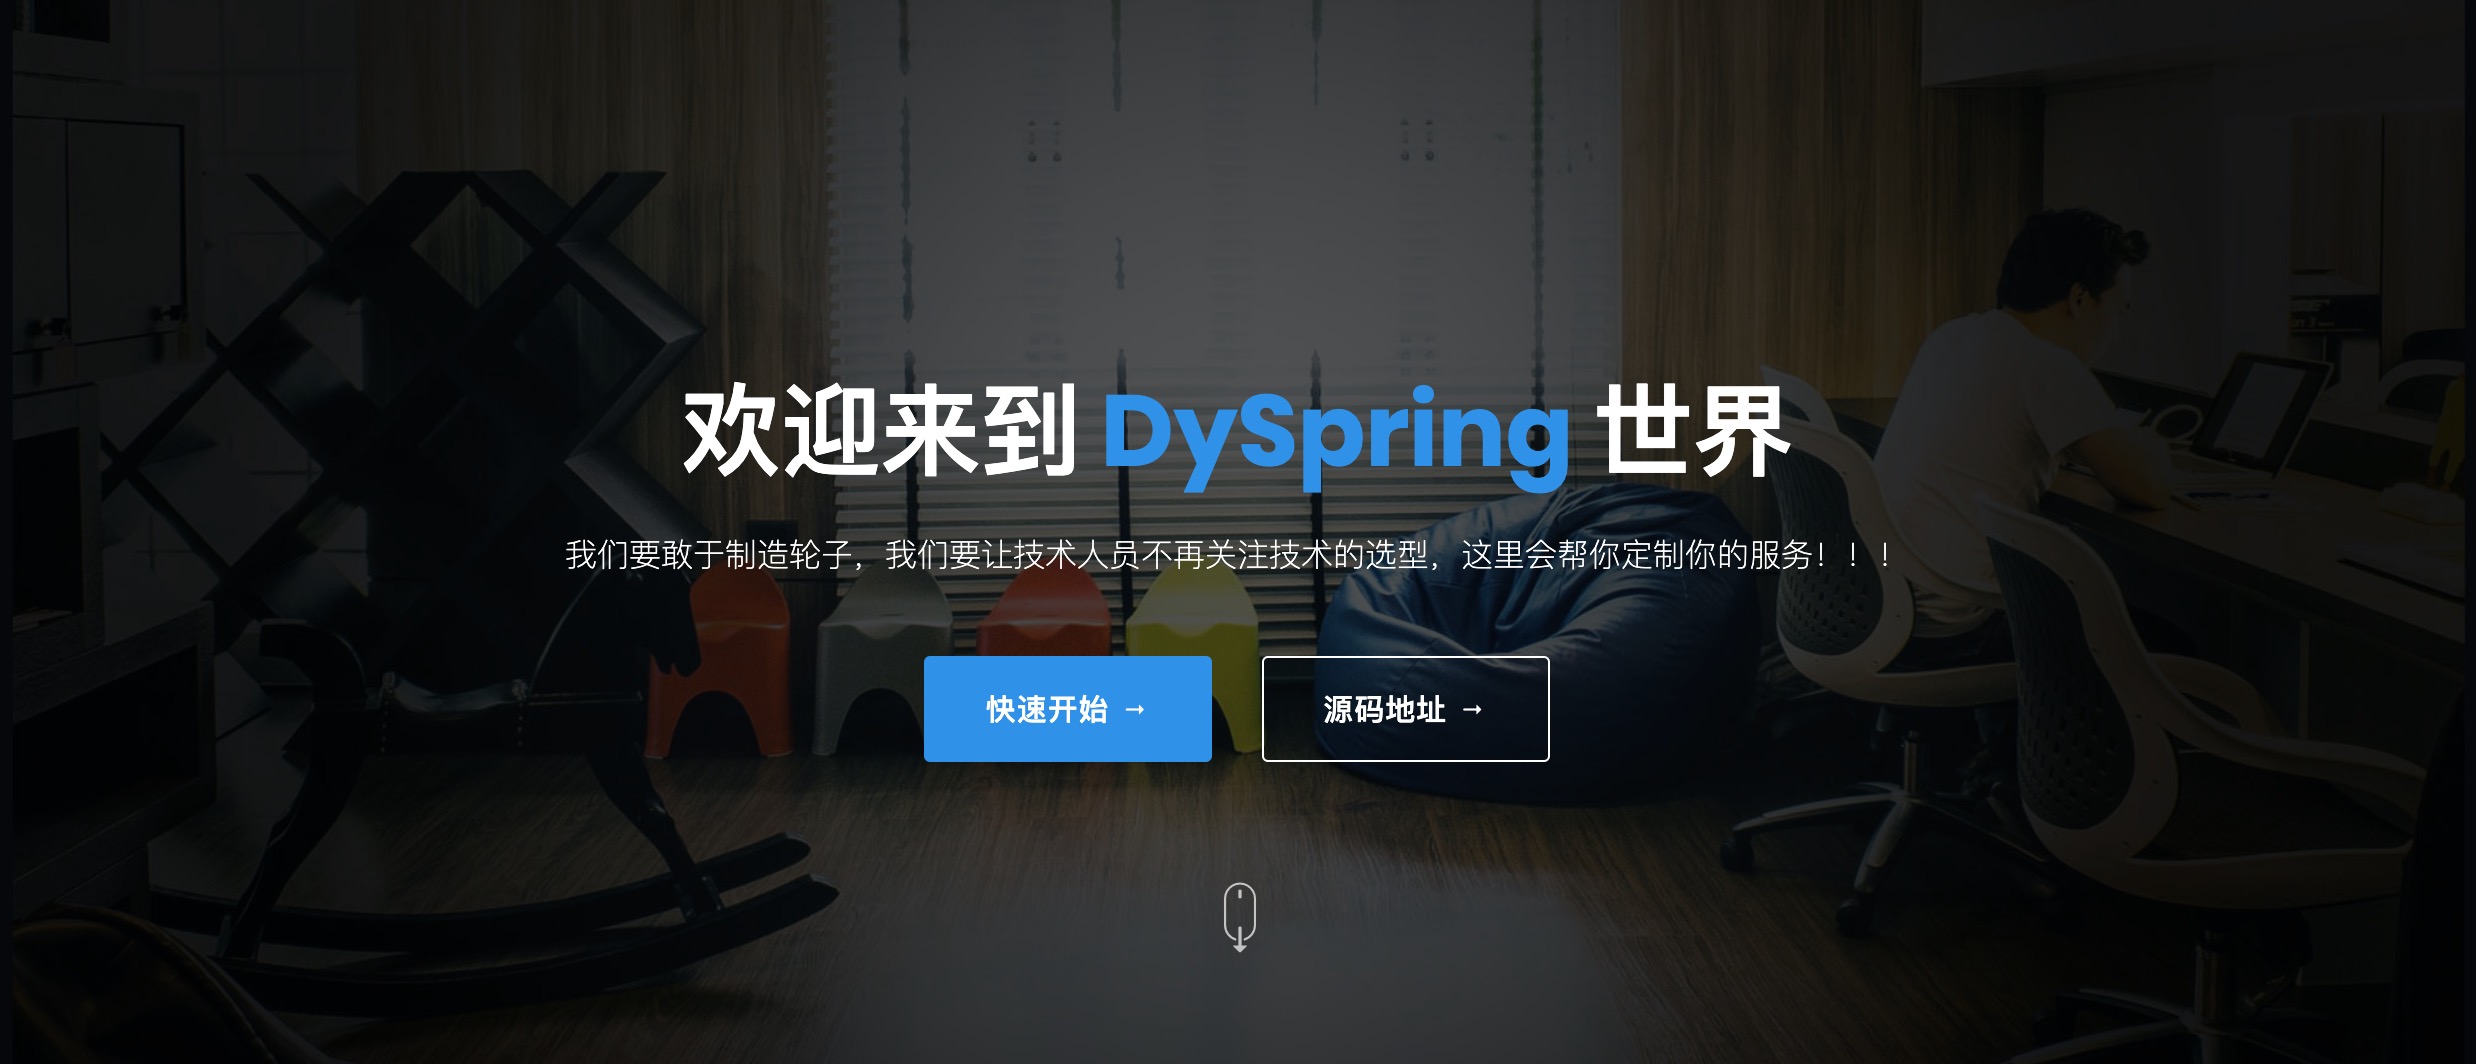 欢迎来到 DySpring 世界
我们要敢于制造轮子，我们要让技术人员不再关注技术的选型，这里会帮你定制你的服务！！！
快速开始 →
源码地址 →